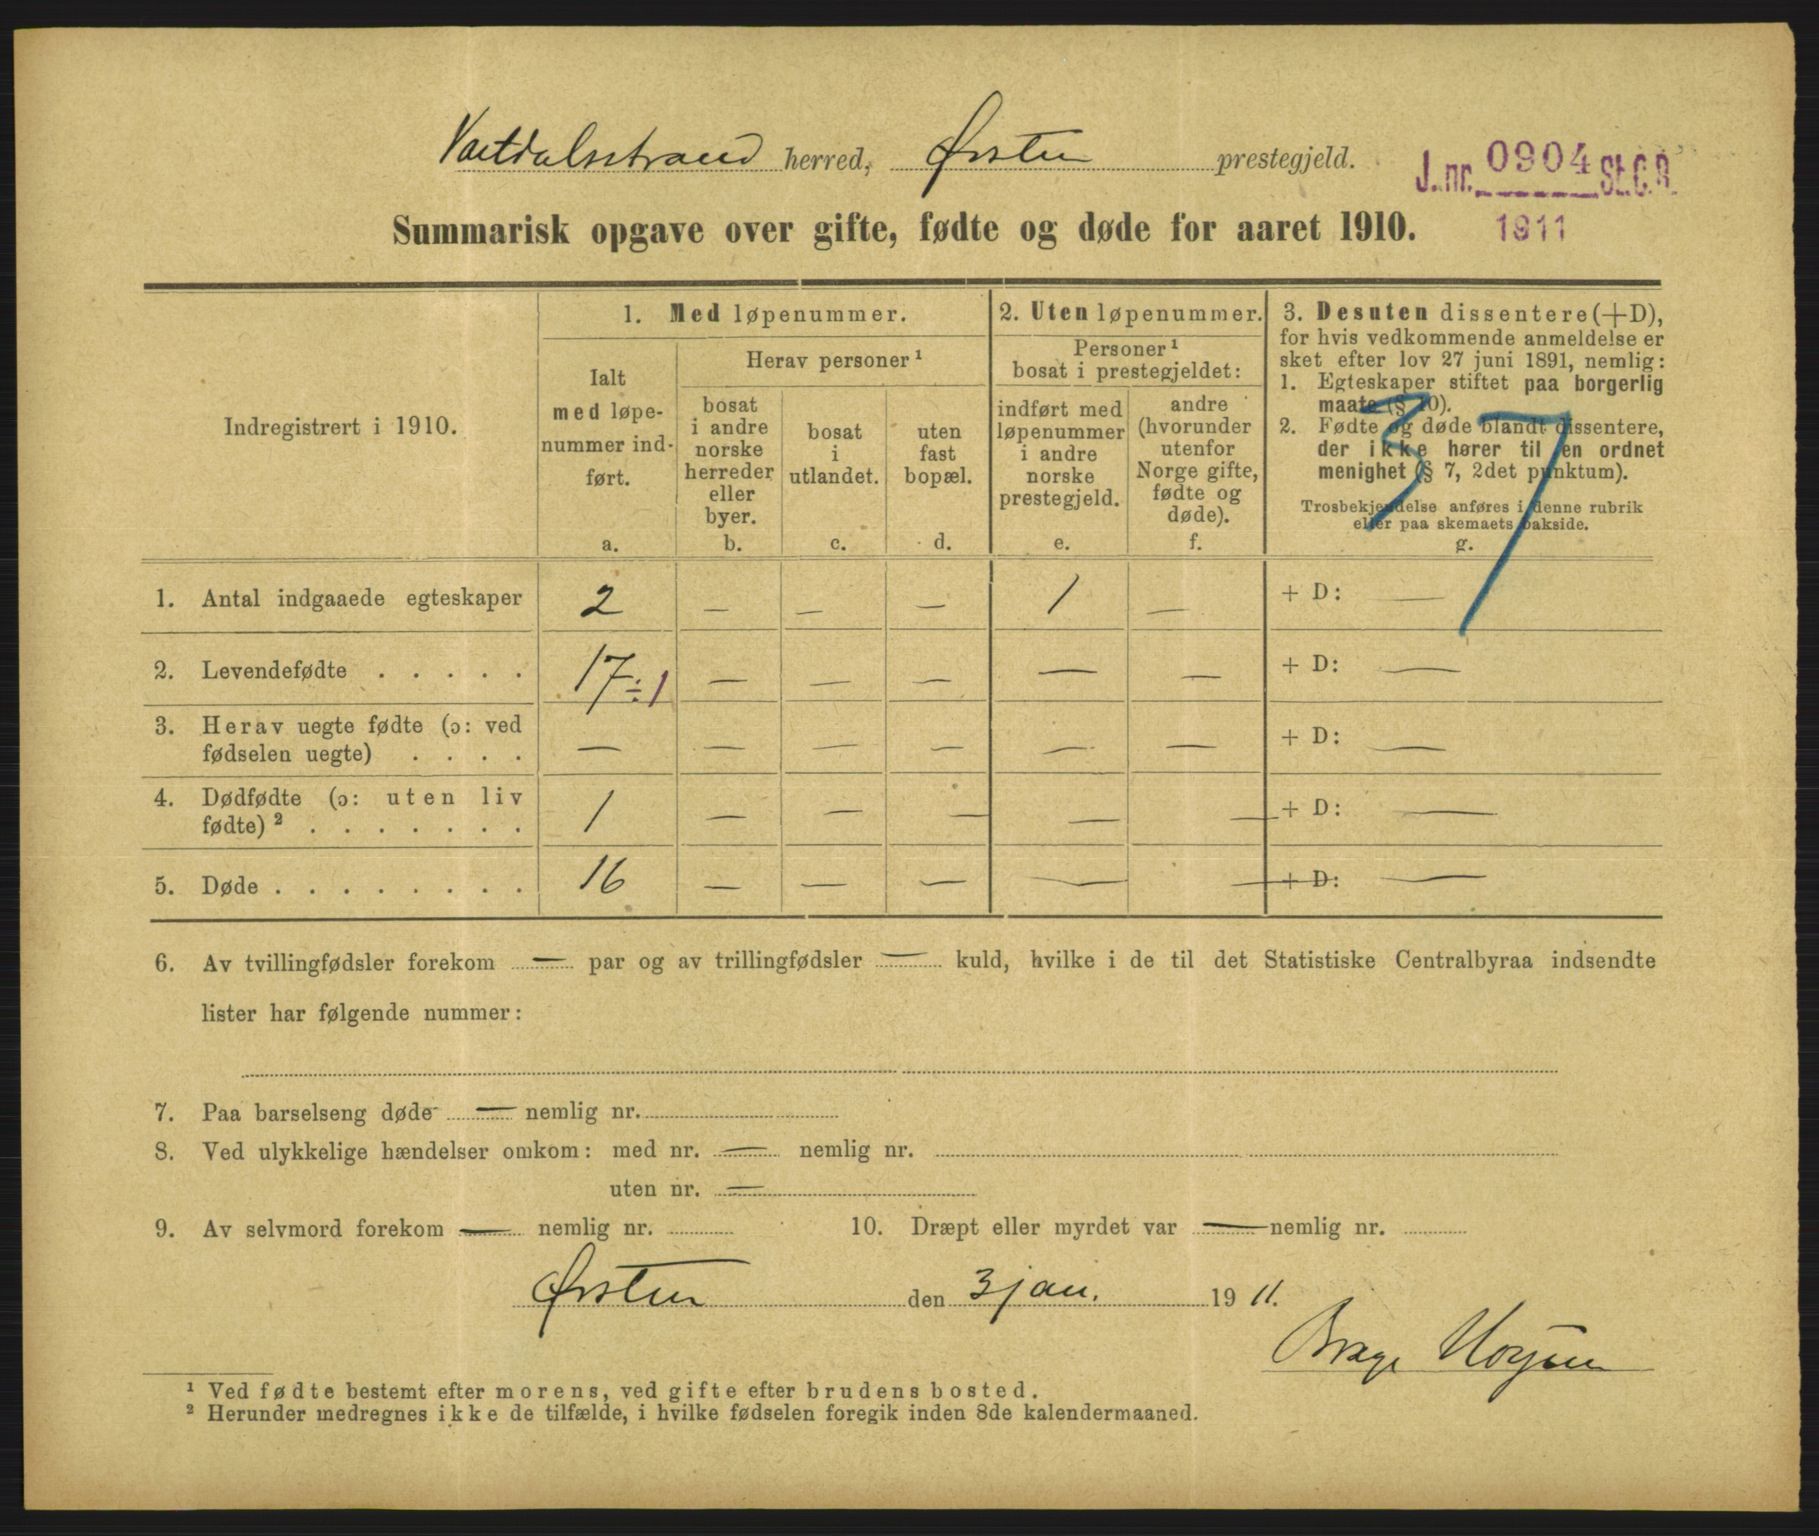 Vartdalsstrand herred, Ørsten prestegjeld.
J. nr. 0904 St. C. B.
1911
Summarisk opgave over gifte, fødte og døde for aaret 1910.
Indregistrert i 1910.
1. Med løpenummer.
Ialt
med løpe-
nummer ind-
ført.
a.
Herav personer ¹
bosat
i andre
norske
herreder
eller
byer.
b.
bosat
i
utlandet.
c.
uten
fast
bopæl.
d.
2. Uten løpenummer.
Personer ¹
bosat i prestegjeldet:
indført med
løpenummer
i andre
norske
prestegjeld.
e.
andre
(hvorunder
utenfor
Norge gifte,
fødte og
døde).
f.
3. Desuten dissentere (+D),
for hvis vedkommende anmeldelse er
sket efter lov 27 juni 1891, nemlig:
1. Egteskaper stiftet paa borgerlig
maate (§ 10).
2. Fødte og døde blandt dissentere,
der ikke hører til en ordnet
menighet (§ 7, 2det punktum).
Trosbekjendelse anføres i denne rubrik
eller paa skemaets bakside.
g.
37
1. Antal indgaaede egteskaper 2 — — — 1 — + D: —
2. Levendefødte . . . . . 17 ÷1 — — — — — + D: —
3. Herav uegte fødte (ɔ: ved
fødselen uegte) . . . . — — — — — — + D: —
4. Dødfødte (ɔ: uten liv
fødte) ² . . . . . . . 1 — — — — — + D: —
5. Døde . . . . . . . . 16 — — — — — + D: —
6. Av tvillingfødsler forekom — par og av trillingfødsler — kuld, hvilke i de til det Statistiske Centralbyraa indsendte
lister har følgende nummer:
7. Paa barselseng døde — nemlig nr.
8. Ved ulykkelige hændelser omkom: med nr. — nemlig nr.
uten nr. —
9. Av selvmord forekom — nemlig nr. 10. Dræpt eller myrdet var — nemlig nr.
Ørsten den 3 jan. 1911.
¹ Ved fødte bestemt efter morens, ved gifte efter brudens bosted.
² Herunder medregnes ikke de tilfælde, i hvilke fødselen foregik inden 8de kalendermaaned.